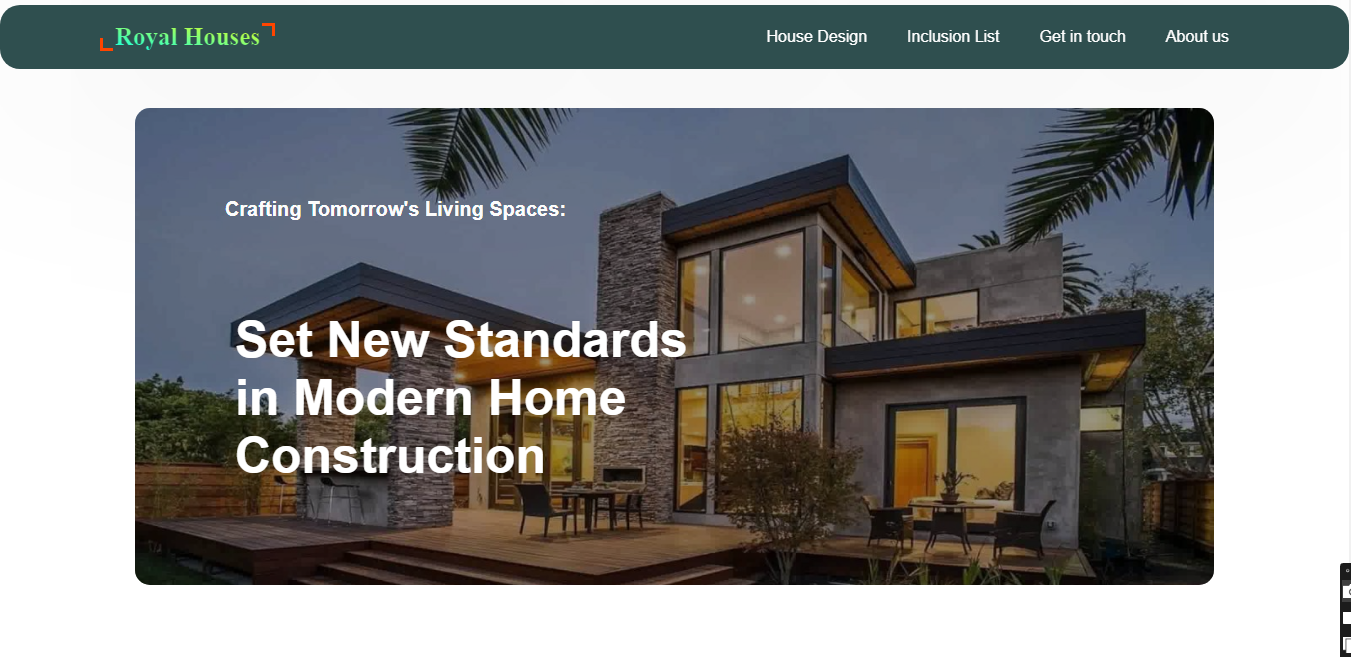 Royal Houses
House Design
Inclusion List
Get in touch
About us
Crafting Tomorrow's Living Spaces:
Set New Standards
in Modern Home
Construction